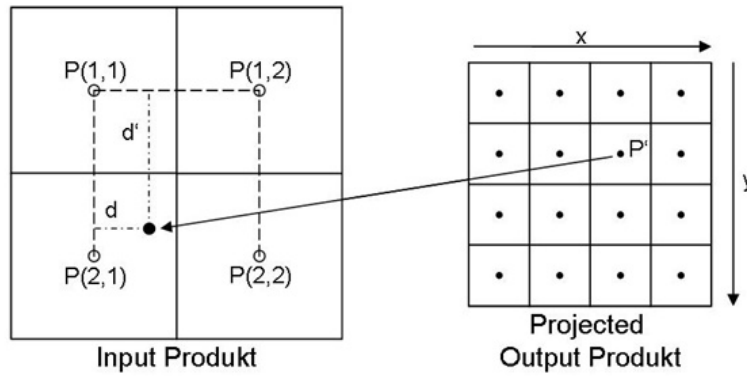 P(1,1)
P(1,2)
d'
d
P(2,1)
P(2,2)
Input Produkt
x
P'
y
Projected
Output Produkt